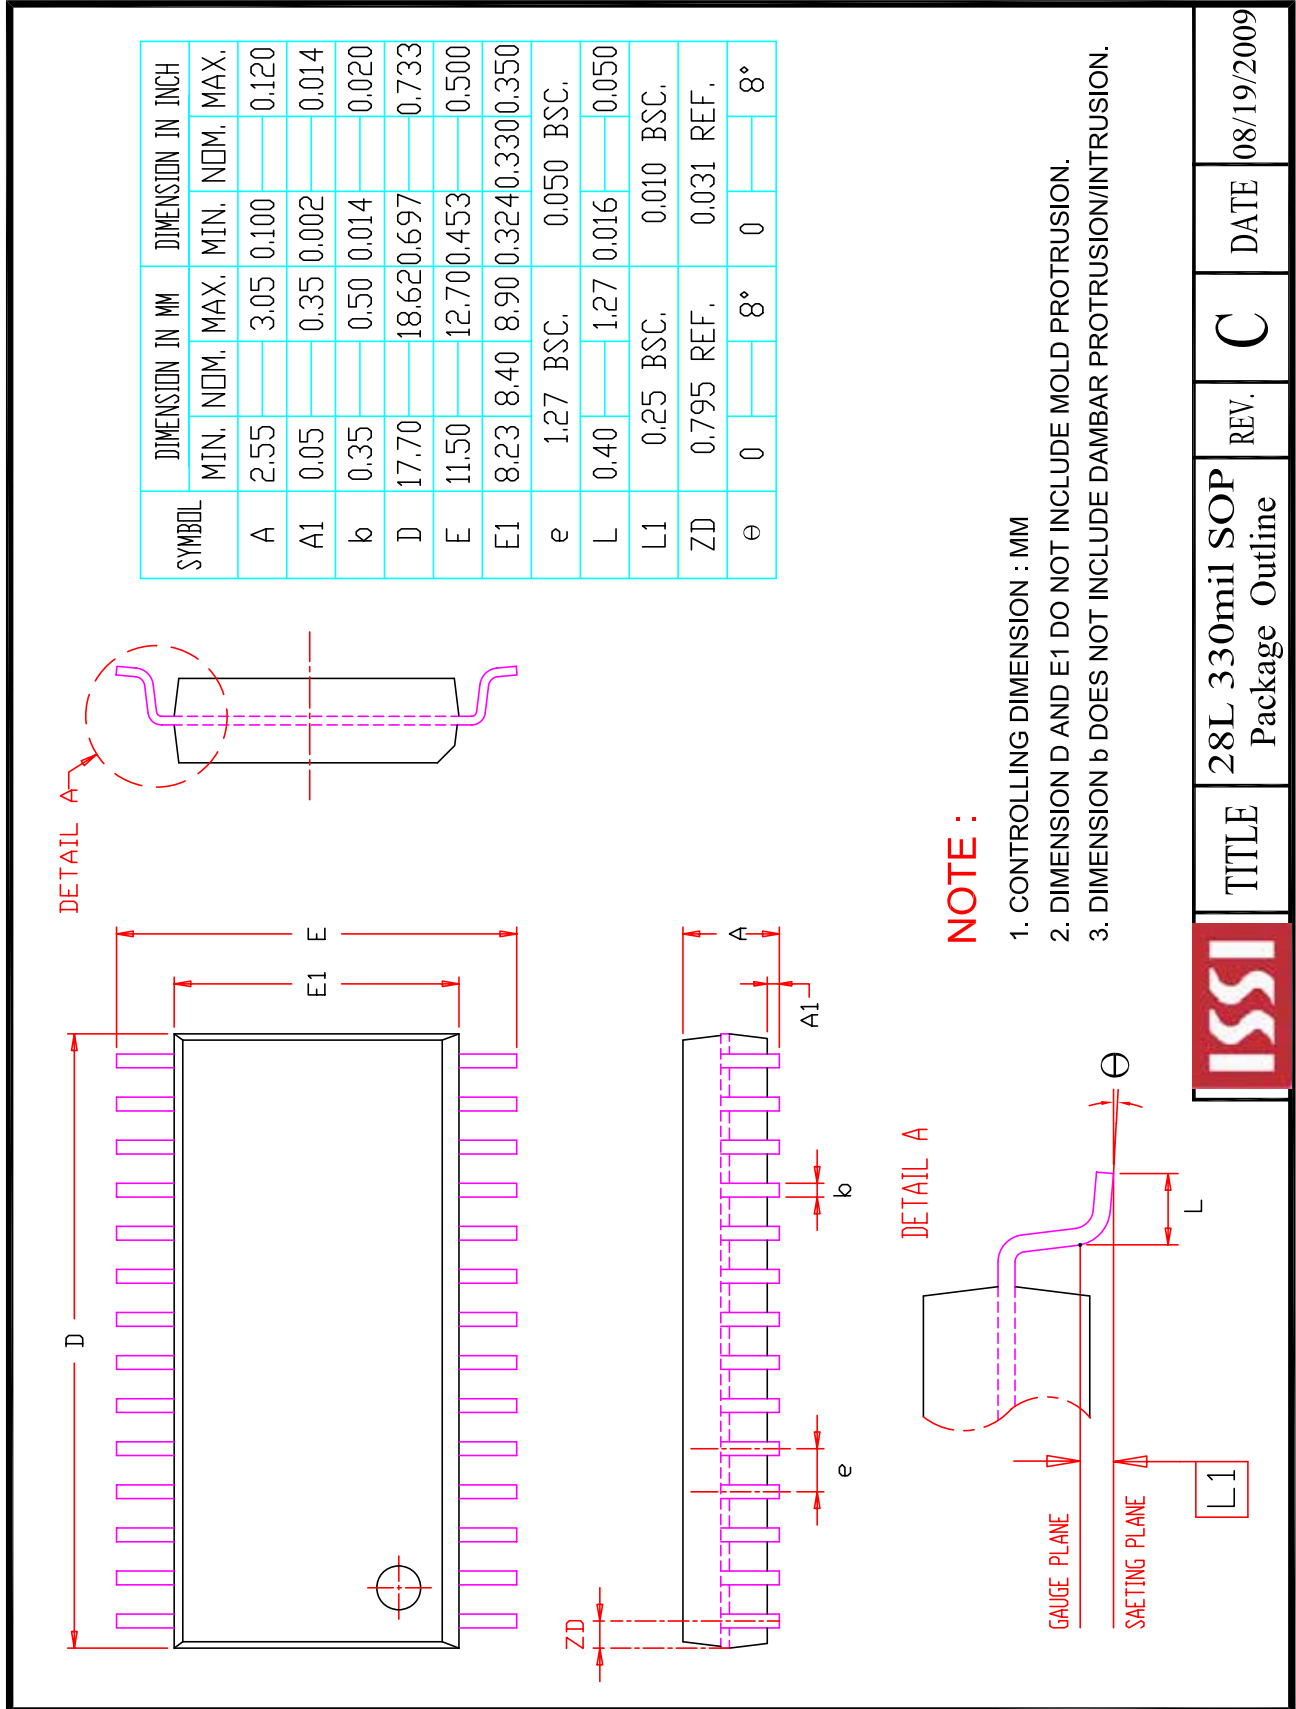 DETAIL A
D
E
E1
ZD
e
b
A
A1
DETAIL A
GAUGE PLANE
SAETING PLANE
L1
L
θ
SYMBOL DIMENSION IN MM DIMENSION IN INCH
MIN. NOM. MAX. MIN. NOM. MAX.
A 2.55 — 3.05 0.100 — 0.120
A1 0.05 — 0.35 0.002 — 0.014
b 0.35 — 0.50 0.014 — 0.020
D 17.70 — 18.62 0.697 — 0.733
E 11.50 — 12.70 0.453 — 0.500
E1 8.23 8.40 8.90 0.324 0.330 0.350
e 1.27 BSC. 0.050 BSC.
L 0.40 — 1.27 0.016 — 0.050
L1 0.25 BSC. 0.010 BSC.
ZD 0.795 REF. 0.031 REF.
θ 0 — 8° 0 — 8°
NOTE :
1. CONTROLLING DIMENSION : MM
2. DIMENSION D AND E1 DO NOT INCLUDE MOLD PROTRUSION.
3. DIMENSION b DOES NOT INCLUDE DAMBAR PROTRUSION/INTRUSION.
ISSI
TITLE
28L 330mil SOP
Package Outline
REV.
C
DATE
08/19/2009